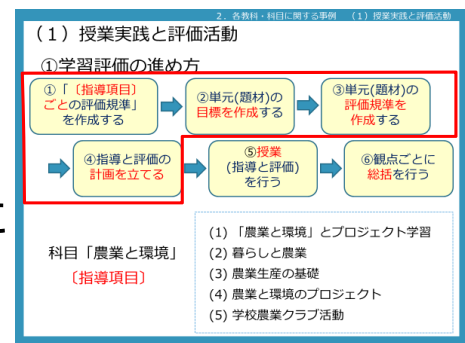 2．各教科・科目に関する事例　（1）授業実践と評価活動
（1）授業実践と評価活動
①学習評価の進め方
①「〔指導項目〕
ごとの評価規準」
を作成する
②単元(題材)の
目標を作成する
③単元(題材)の
評価規準を
作成する
④指導と評価の
計画を立てる
⑤授業
(指導と評価)
を行う
⑥観点ごとに
総括を行う
科目「農業と環境」
〔指導項目〕
(1) 「農業と環境」とプロジェクト学習
(2) 暮らしと農業
(3) 農業生産の基礎
(4) 農業と環境のプロジェクト
(5) 学校農業クラブ活動